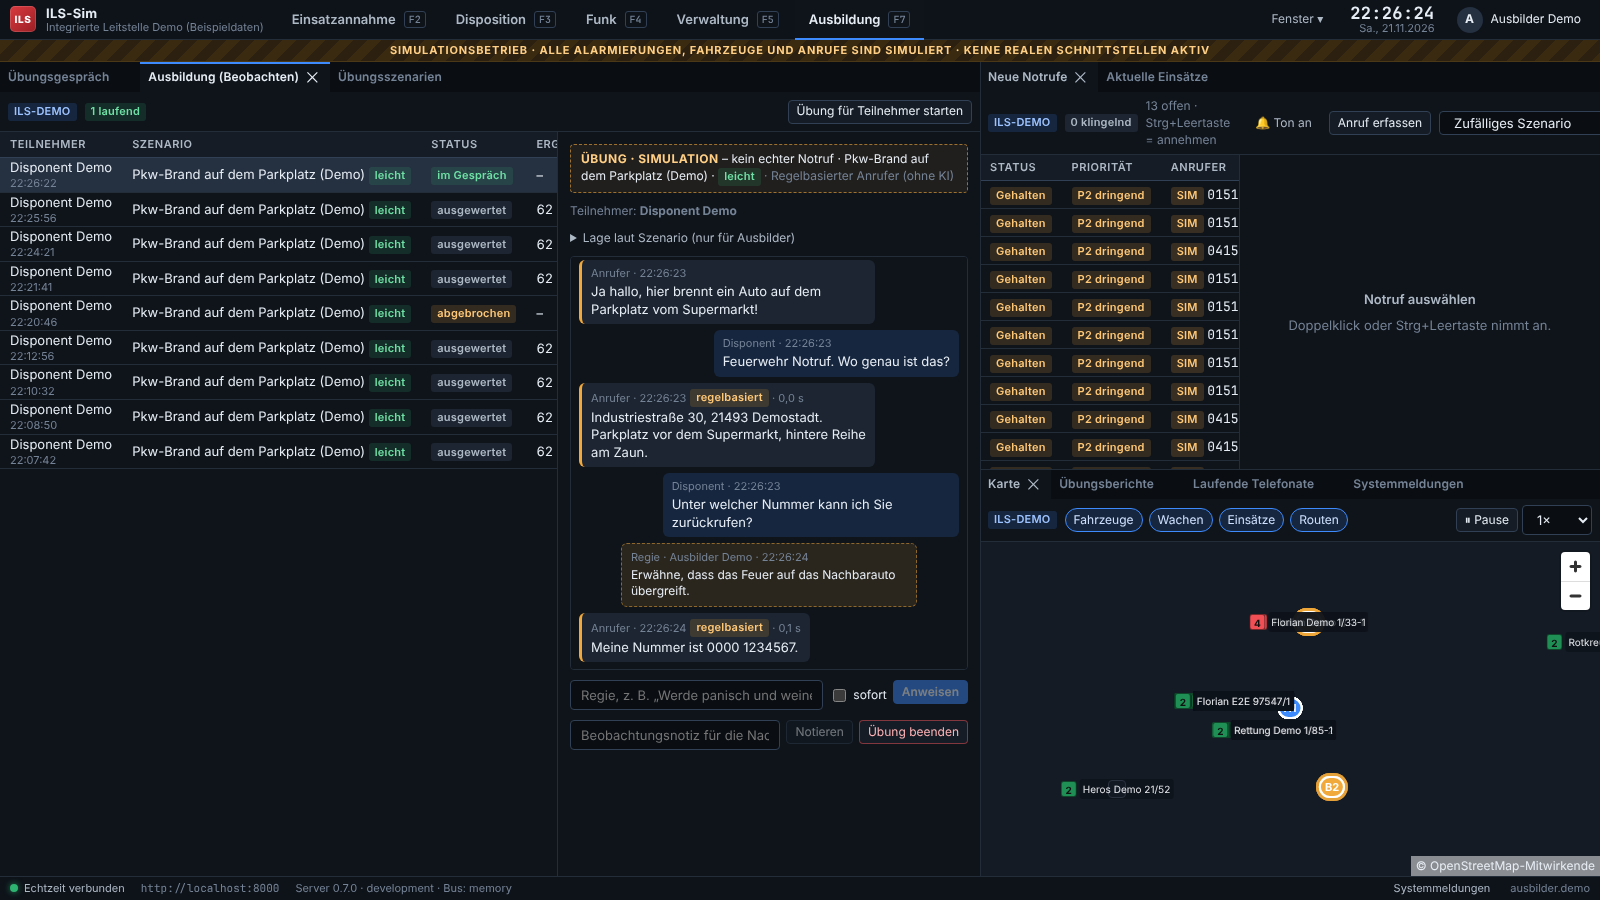 ILS
ILS-Sim
Integrierte Leitstelle Demo (Beispieldaten)
Einsatzannahme F2
Disposition F3
Funk F4
Verwaltung F5
Ausbildung F7
Fenster ▾
22:26:24
Sa., 21.11.2026
A
Ausbilder Demo
SIMULATIONSBETRIEB · ALLE ALARMIERUNGEN, FAHRZEUGE UND ANRUFE SIND SIMULIERT · KEINE REALEN SCHNITTSTELLEN AKTIV
Übungsgespräch
Ausbildung (Beobachten)
Übungsszenarien
ILS-DEMO
1 laufend
Übung für Teilnehmer starten
TEILNEHMER SZENARIO STATUS ERG
Disponent Demo
22:26:22
Pkw-Brand auf dem Parkplatz (Demo) leicht im Gespräch –
Disponent Demo
22:25:56
Pkw-Brand auf dem Parkplatz (Demo) leicht ausgewertet 62
Disponent Demo
22:24:21
Pkw-Brand auf dem Parkplatz (Demo) leicht ausgewertet 62
Disponent Demo
22:21:41
Pkw-Brand auf dem Parkplatz (Demo) leicht ausgewertet 62
Disponent Demo
22:20:46
Pkw-Brand auf dem Parkplatz (Demo) leicht abgebrochen –
Disponent Demo
22:12:56
Pkw-Brand auf dem Parkplatz (Demo) leicht ausgewertet 62
Disponent Demo
22:10:32
Pkw-Brand auf dem Parkplatz (Demo) leicht ausgewertet 62
Disponent Demo
22:08:50
Pkw-Brand auf dem Parkplatz (Demo) leicht ausgewertet 62
Disponent Demo
22:07:42
Pkw-Brand auf dem Parkplatz (Demo) leicht ausgewertet 62
ÜBUNG · SIMULATION – kein echter Notruf · Pkw-Brand auf
dem Parkplatz (Demo) · leicht · Regelbasierter Anrufer (ohne KI)
Teilnehmer: Disponent Demo
Lage laut Szenario (nur für Ausbilder)
Anrufer · 22:26:23
Ja hallo, hier brennt ein Auto auf dem
Parkplatz vom Supermarkt!
Disponent · 22:26:23
Feuerwehr Notruf. Wo genau ist das?
Anrufer · 22:26:23 regelbasiert · 0,0 s
Industriestraße 30, 21493 Demostadt.
Parkplatz vor dem Supermarkt, hintere Reihe
am Zaun.
Disponent · 22:26:23
Unter welcher Nummer kann ich Sie
zurückrufen?
Regie · Ausbilder Demo · 22:26:24
Erwähne, dass das Feuer auf das Nachbarauto
übergreift.
Anrufer · 22:26:24 regelbasiert · 0,1 s
Meine Nummer ist 0000 1234567.
Regie, z. B. „Werde panisch und weine
sofort
Anweisen
Beobachtungsnotiz für die Nac
Notieren
Übung beenden
Neue Notrufe
Aktuelle Einsätze
ILS-DEMO
0 klingelnd
13 offen ·
Strg+Leertaste
= annehmen
Ton an
Anruf erfassen
Zufälliges Szenario
STATUS PRIORITÄT ANRUFER
Gehalten P2 dringend SIM 0151
Gehalten P2 dringend SIM 0151
Gehalten P2 dringend SIM 0415
Gehalten P2 dringend SIM 0151
Gehalten P2 dringend SIM 0151
Gehalten P2 dringend SIM 0151
Gehalten P2 dringend SIM 0151
Gehalten P2 dringend SIM 0151
Gehalten P2 dringend SIM 0415
Gehalten P2 dringend SIM 0415
Notruf auswählen
Doppelklick oder Strg+Leertaste nimmt an.
Karte
Übungsberichte
Laufende Telefonate
Systemmeldungen
ILS-DEMO
Fahrzeuge
Wachen
Einsätze
Routen
Pause
1×
+
−
4 Florian Demo 1/33-1
2 Rotkreu
2 Florian E2E 97547/1
2 Rettung Demo 1/85-1
2 Heros Demo 21/52
B2
© OpenStreetMap-Mitwirkende
Echtzeit verbunden
http://localhost:8000
Server 0.7.0 · development · Bus: memory
Systemmeldungen
ausbilder.demo